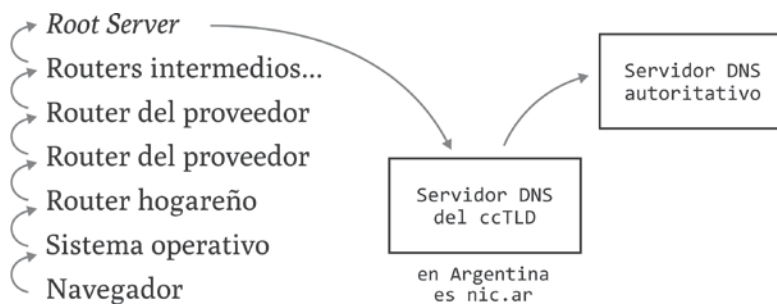 Root Server
Routers intermedios...
Router del proveedor
Router del proveedor
Router hogareño
Sistema operativo
Navegador
Servidor DNS
del ccTLD
en Argentina
es nic.ar
Servidor DNS
autoritativo